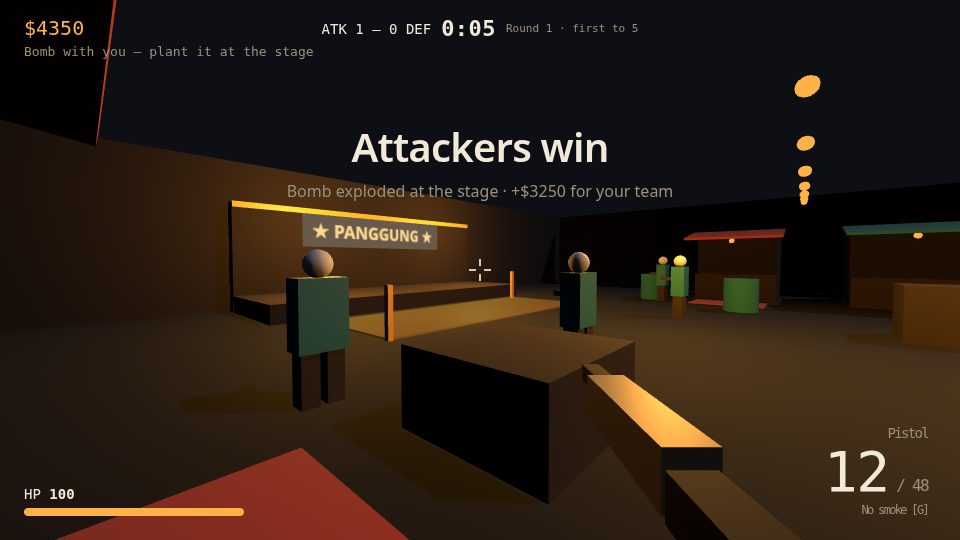 $4350
Bomb with you — plant it at the stage
ATK 1 — 0 DEF 0:05 Round 1 · first to 5
Attackers win
Bomb exploded at the stage · +$3250 for your team
★ PANGGUNG ★
HP 100
Pistol
12 / 48
No smoke [G]